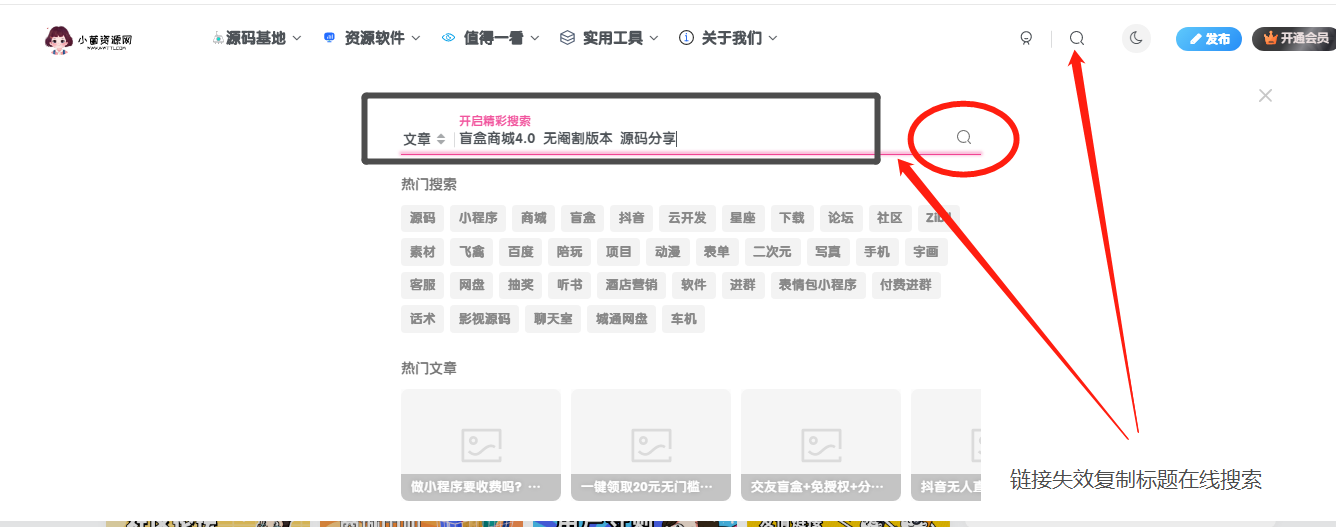 小萌资源网
源码基地 资源软件 值得一看 实用工具 关于我们 发布 开通会员
开启精彩搜索
文章 盲盒商城4.0 无阉割版本 源码分享
热门搜索
源码 小程序 商城 盲盒 抖音 云开发 星座 下载 论坛 社区
素材 飞禽 百度 陪玩 项目 动漫 表单 二次元 写真 手机 字画
客服 网盘 抽奖 听书 酒店营销 软件 进群 表情包小程序 付费进群
话术 影视源码 聊天室 城通网盘 车机
热门文章
做小程序要收费吗？… 一键领取20元无门槛… 交友盲盒+免授权+分… 抖音无人直
链接失效复制标题在线搜索